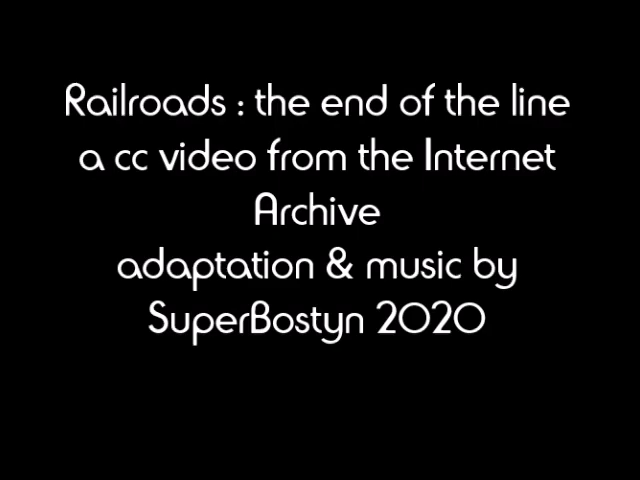 Railroads : the end of the line
a cc video from the Internet
Archive
adaptation & music by
SuperBostyn 2020